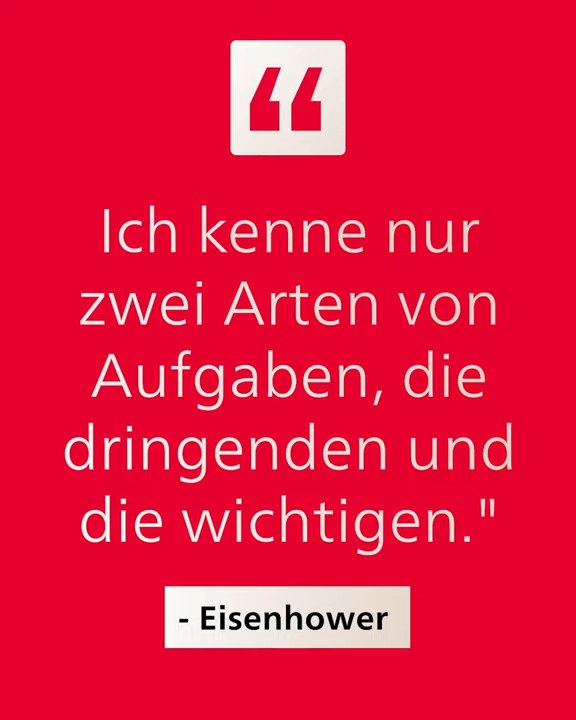 “
Ich kenne nur
zwei Arten von
Aufgaben, die
dringenden und
die wichtigen."
- Eisenhower